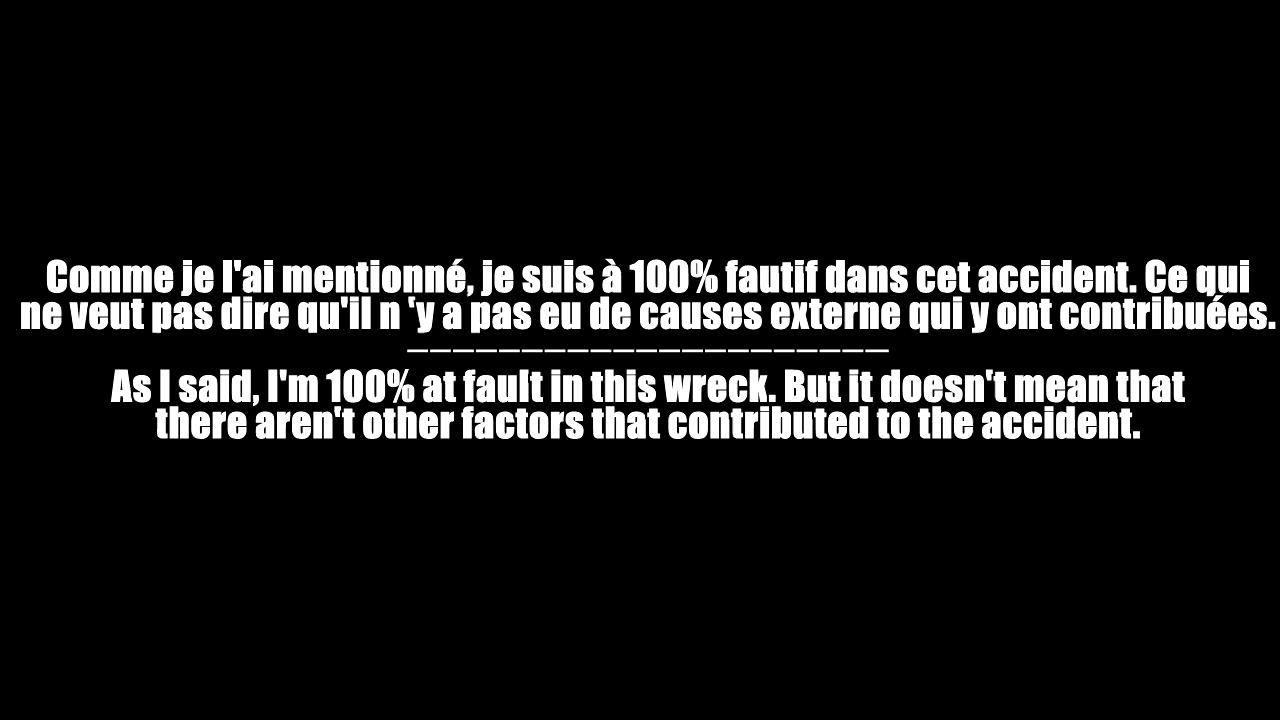 Comme je l'ai mentionné, je suis à 100% fautif dans cet accident. Ce qui
ne veut pas dire qu'il n 'y a pas eu de causes externe qui y ont contribuées.
_____________________
As I said, I'm 100% at fault in this wreck. But it doesn't mean that
there aren't other factors that contributed to the accident.